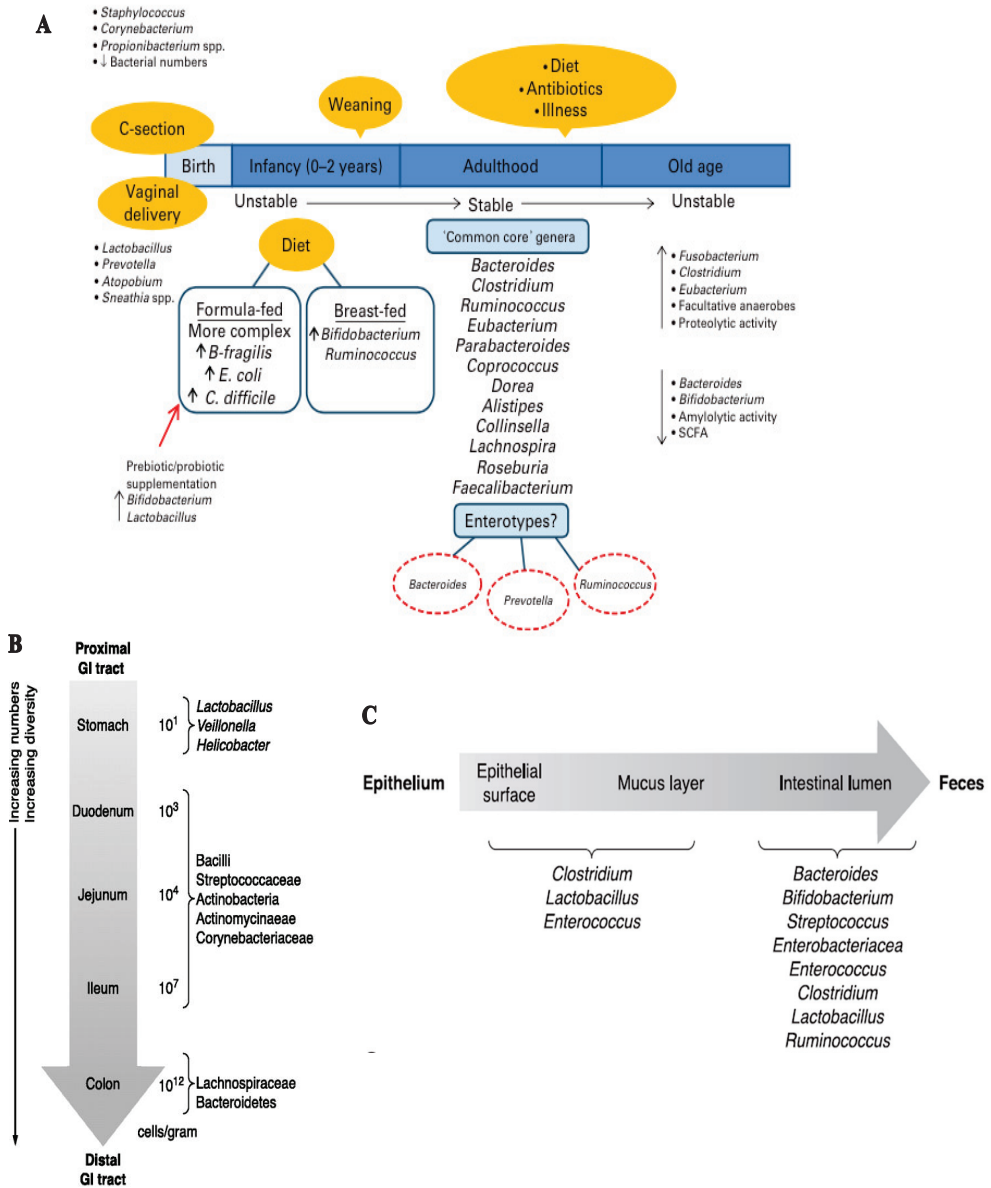 A
• Staphylococcus
• Corynebacterium
• Propionibacterium spp.
• ↓ Bacterial numbers
C-section
Weaning
• Diet
• Antibiotics
• Illness
Birth
Infancy (0–2 years)
Adulthood
Old age
Vaginal
delivery
Unstable
Stable
Unstable
• Lactobacillus
• Prevotella
• Atopobium
• Sneathia spp.
Diet
Formula-fed
More complex
↑ B-fragilis
↑ E. coli
↑ C. difficile
Breast-fed
↑ Bifidobacterium
Ruminococcus
Prebiotic/probiotic
supplementation
↑ Bifidobacterium
Lactobacillus
'Common core' genera
Bacteroides
Clostridium
Ruminococcus
Eubacterium
Parabacteroides
Coprococcus
Dorea
Alistipes
Collinsella
Lachnospira
Roseburia
Faecalibacterium
Enterotypes?
Bacteroides
Prevotella
Ruminococcus
• Fusobacterium
• Clostridium
• Eubacterium
• Facultative anaerobes
• Proteolytic activity
• Bacteroides
• Bifidobacterium
• Amylolytic activity
• SCFA
B
Proximal
GI tract
Increasing numbers
Increasing diversity
Stomach
10¹
Lactobacillus
Veillonella
Helicobacter
Duodenum
10³
Jejunum
10⁴
Ileum
10⁷
Bacilli
Streptococcaceae
Actinobacteria
Actinomycinaeae
Corynebacteriaceae
Colon
10¹²
Lachnospiraceae
Bacteroidetes
cells/gram
Distal
GI tract
C
Epithelium
Epithelial
surface
Mucus layer
Intestinal lumen
Feces
Clostridium
Lactobacillus
Enterococcus
Bacteroides
Bifidobacterium
Streptococcus
Enterobacteriacea
Enterococcus
Clostridium
Lactobacillus
Ruminococcus